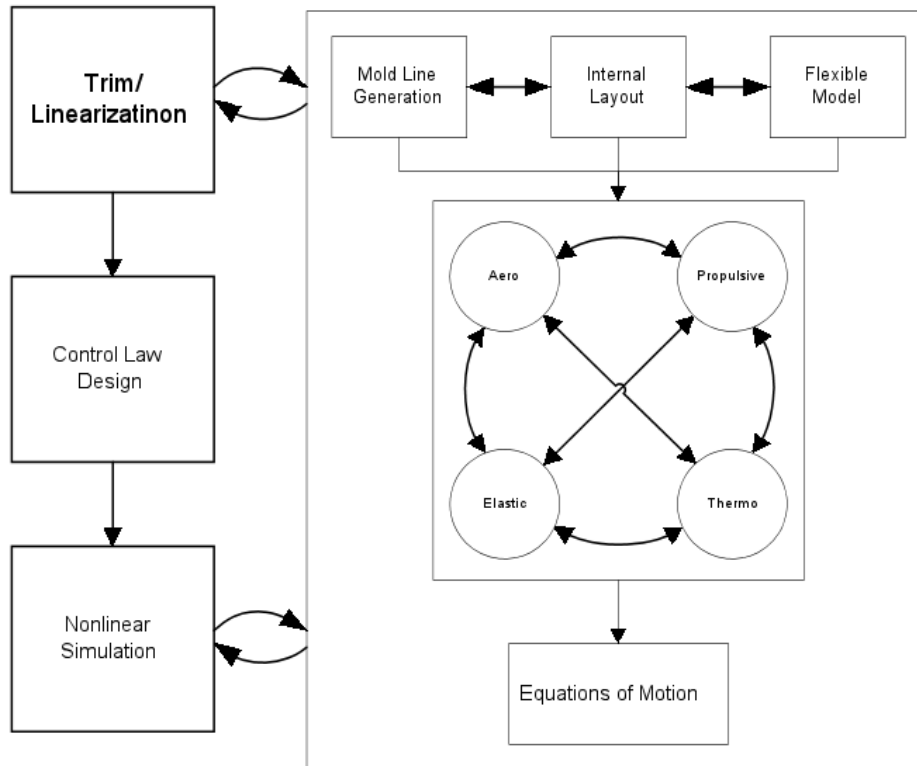 Trim/
Linearizatinon
Mold Line
Generation
Internal
Layout
Flexible
Model
Aero
Propulsive
Control Law
Design
Elastic
Thermo
Nonlinear
Simulation
Equations of Motion